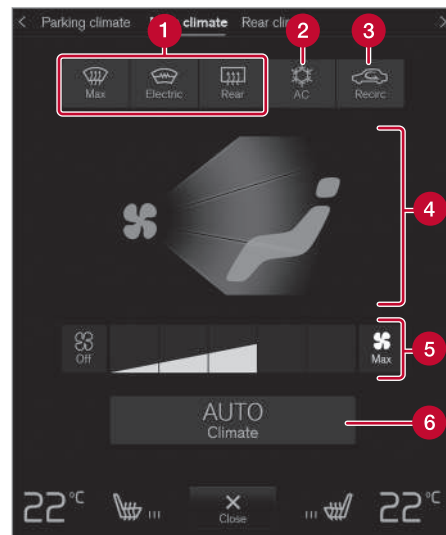 Parking climate climate Rear cli
1 2 3
Max Electric Rear AC Recirc
4
Off Max 5
AUTO 6
Climate
22°C Close 22°C